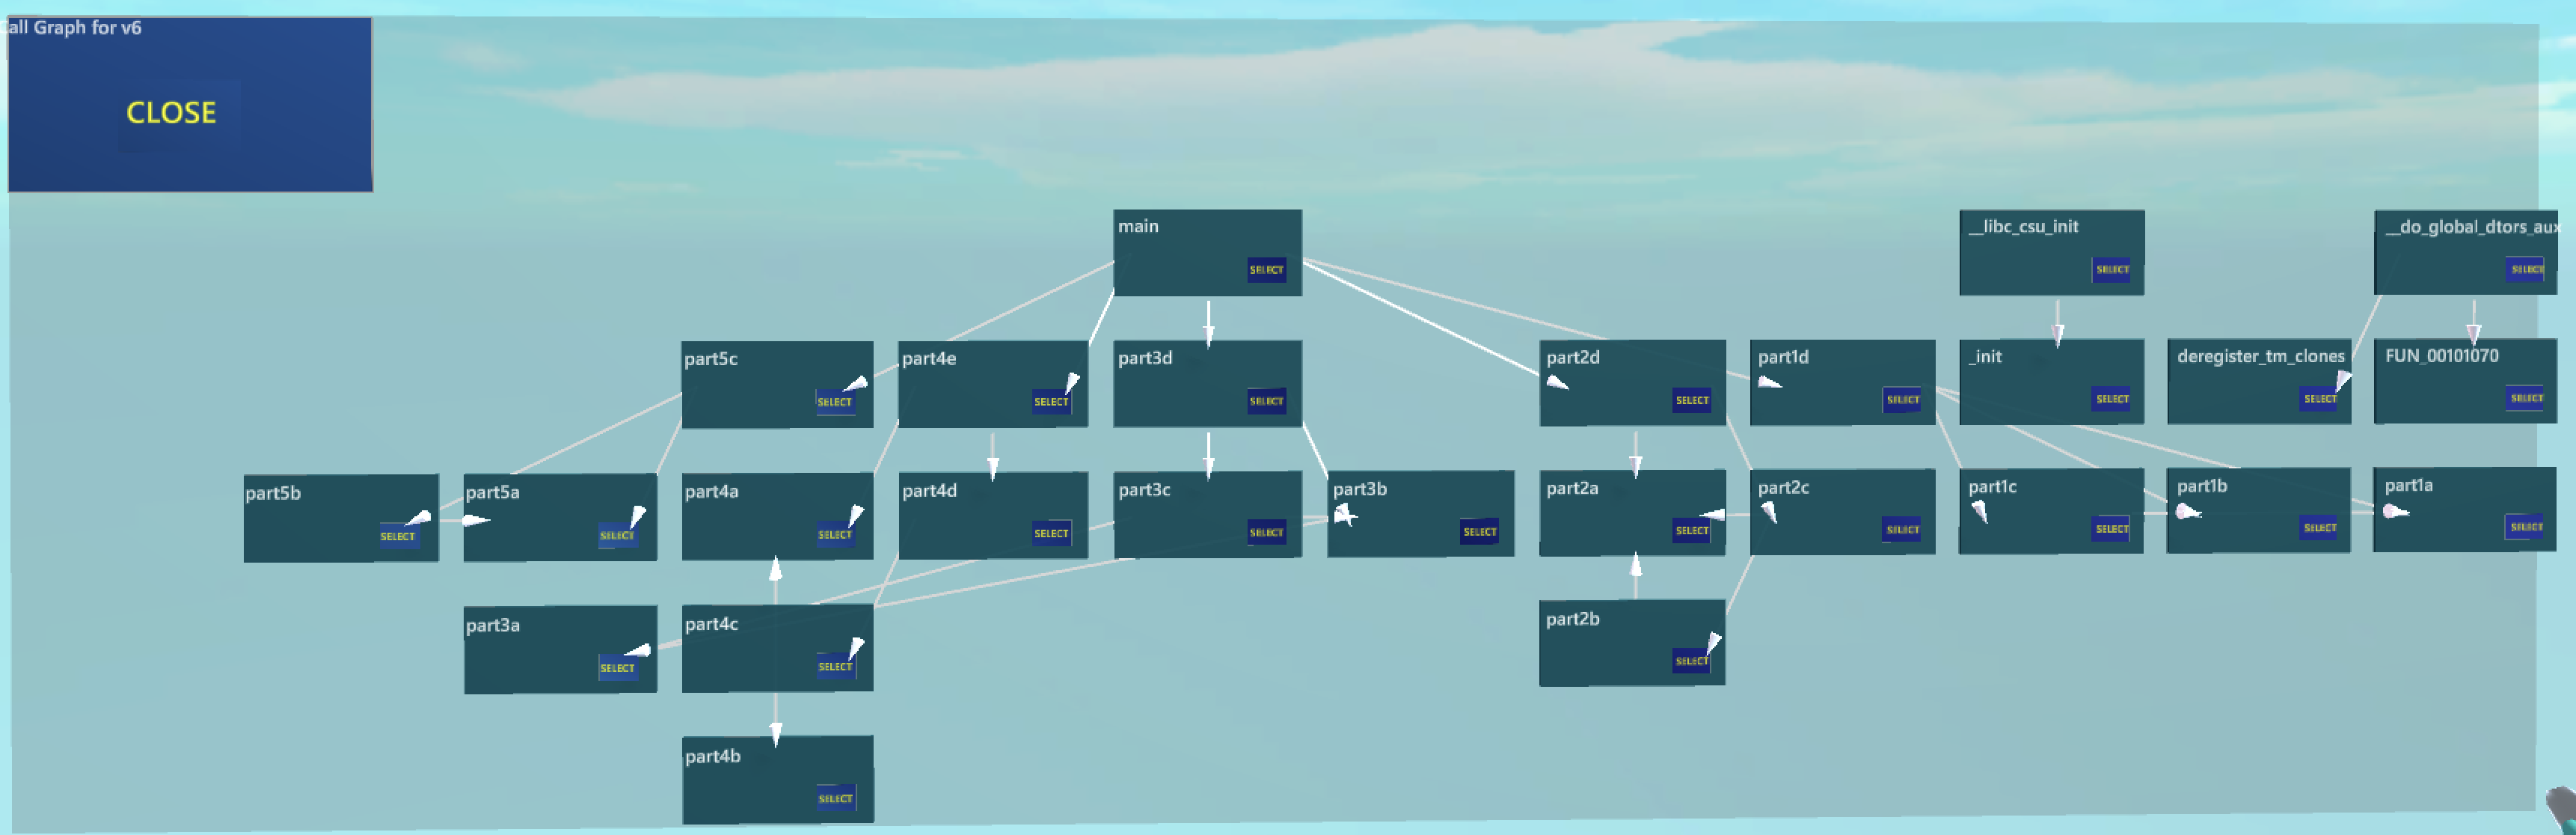 Call Graph for v6
CLOSE
main
SELECT
__libc_csu_init
SELECT
__do_global_dtors_aux
SELECT
part5c
SELECT
part4e
SELECT
part3d
SELECT
part2d
SELECT
part1d
SELECT
_init
SELECT
deregister_tm_clones
SELECT
FUN_00101070
SELECT
part5b
SELECT
part5a
SELECT
part4a
SELECT
part4d
SELECT
part3c
SELECT
part3b
SELECT
part2a
SELECT
part2c
SELECT
part1c
SELECT
part1b
SELECT
part1a
SELECT
part3a
SELECT
part4c
SELECT
part2b
SELECT
part4b
SELECT